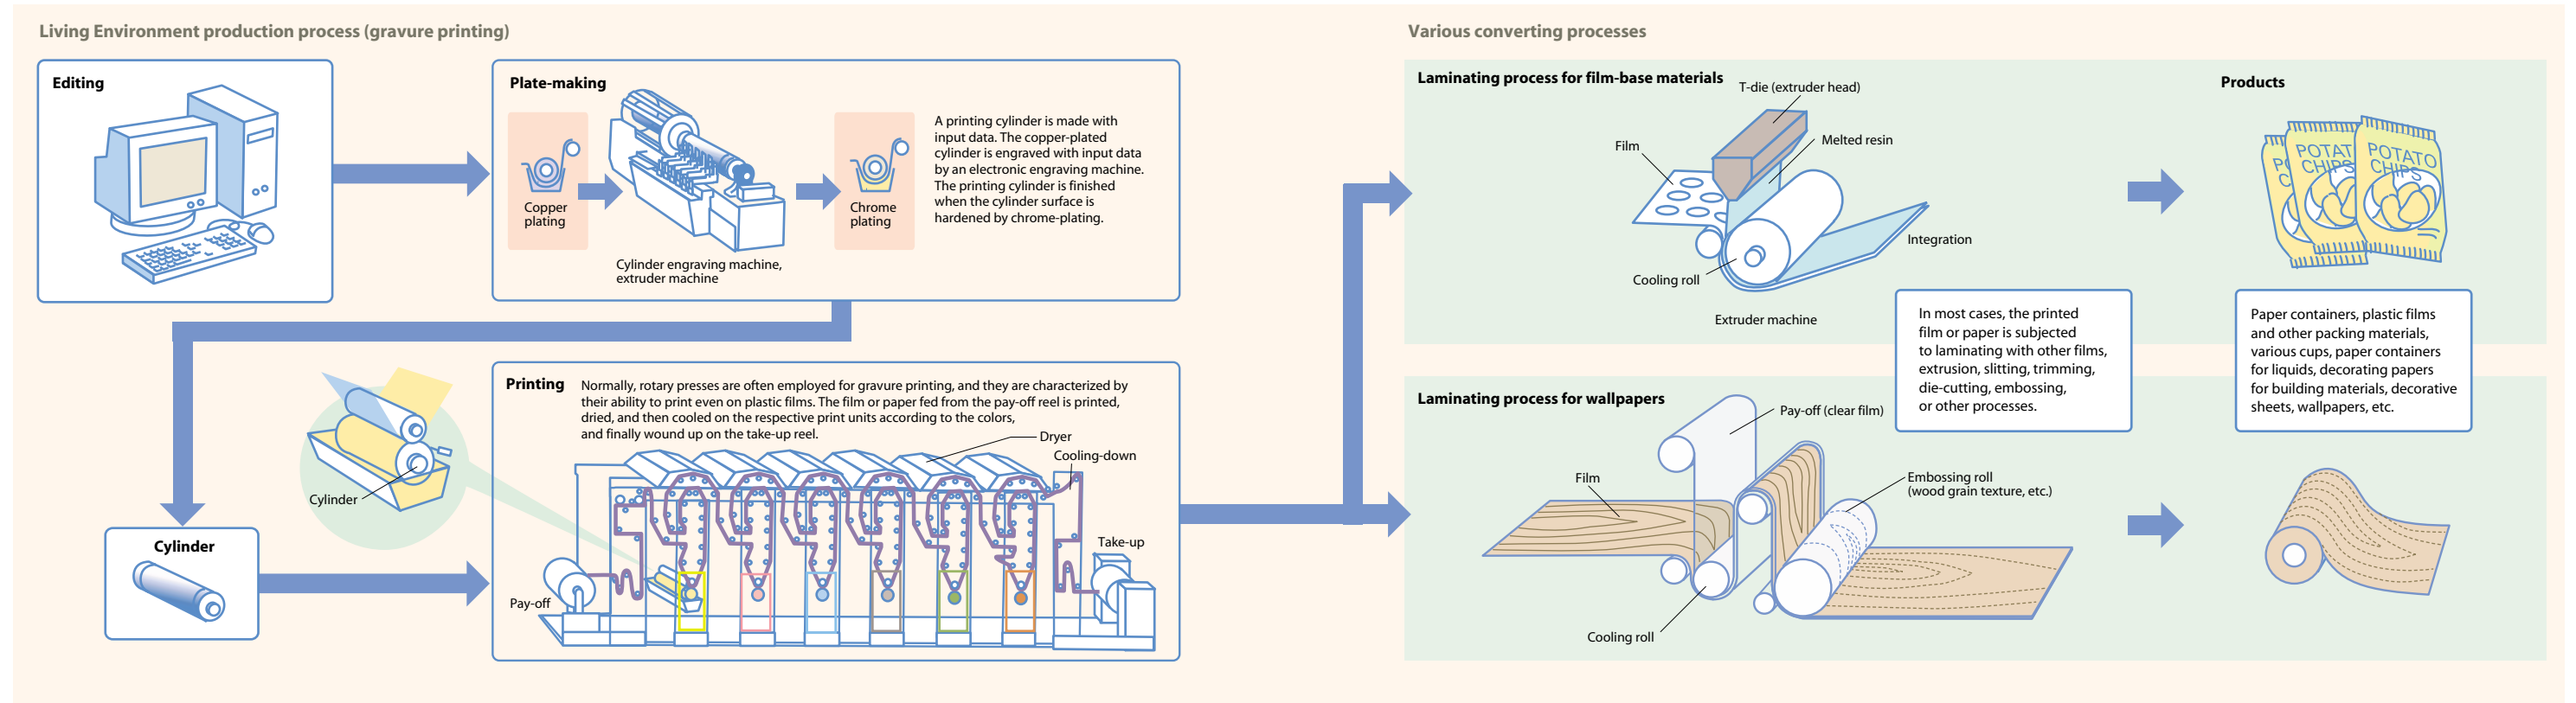 Living Environment production process (gravure printing)
Editing
Plate-making
Copper
plating
Cylinder engraving machine,
extruder machine
Chrome
plating
A printing cylinder is made with
input data. The copper-plated
cylinder is engraved with input data
by an electronic engraving machine.
The printing cylinder is finished
when the cylinder surface is
hardened by chrome-plating.
Cylinder
Cylinder
Printing
Normally, rotary presses are often employed for gravure printing, and they are characterized by
their ability to print even on plastic films. The film or paper fed from the pay-off reel is printed,
dried, and then cooled on the respective print units according to the colors,
and finally wound up on the take-up reel.
Dryer
Cooling-down
Take-up
Pay-off
Various converting processes
Laminating process for film-base materials
T-die (extruder head)
Melted resin
Film
Integration
Cooling roll
Extruder machine
Products
POTATO
CHIPS
POTATO
CHIPS
In most cases, the printed
film or paper is subjected
to laminating with other films,
extrusion, slitting, trimming,
die-cutting, embossing,
or other processes.
Paper containers, plastic films
and other packing materials,
various cups, paper containers
for liquids, decorating papers
for building materials, decorative
sheets, wallpapers, etc.
Laminating process for wallpapers
Pay-off (clear film)
Film
Embossing roll
(wood grain texture, etc.)
Cooling roll